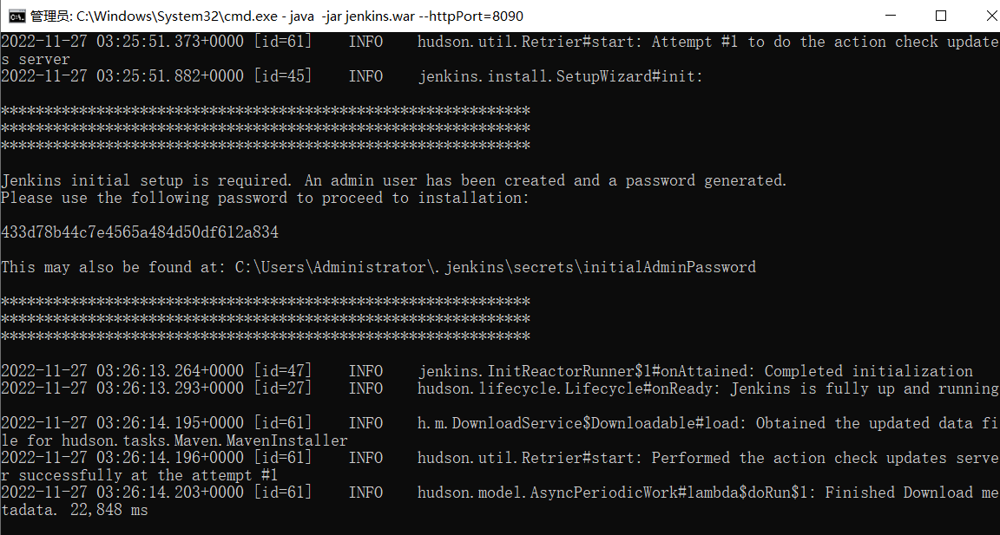 管理员: C:\Windows\System32\cmd.exe - java  -jar jenkins.war --httpPort=8090
2022-11-27 03:25:51.373+0000 [id=61]    INFO    hudson.util.Retrier#start: Attempt #1 to do the action check update
s server
2022-11-27 03:25:51.882+0000 [id=45]    INFO    jenkins.install.SetupWizard#init:
*************************************************************
*************************************************************
*************************************************************
Jenkins initial setup is required. An admin user has been created and a password generated.
Please use the following password to proceed to installation:
433d78b44c7e4565a484d50df612a834
This may also be found at: C:\Users\Administrator\.jenkins\secrets\initialAdminPassword
*************************************************************
*************************************************************
*************************************************************
2022-11-27 03:26:13.264+0000 [id=47]    INFO    jenkins.InitReactorRunner$1#onAttained: Completed initialization
2022-11-27 03:26:13.293+0000 [id=27]    INFO    hudson.lifecycle.Lifecycle#onReady: Jenkins is fully up and running
2022-11-27 03:26:14.195+0000 [id=61]    INFO    h.m.DownloadService$Downloadable#load: Obtained the updated data fi
le for hudson.tasks.Maven.MavenInstaller
2022-11-27 03:26:14.196+0000 [id=61]    INFO    hudson.util.Retrier#start: Performed the action check updates serve
r successfully at the attempt #1
2022-11-27 03:26:14.203+0000 [id=61]    INFO    hudson.model.AsyncPeriodicWork#lambda$doRun$1: Finished Download me
tadata. 22,848 ms